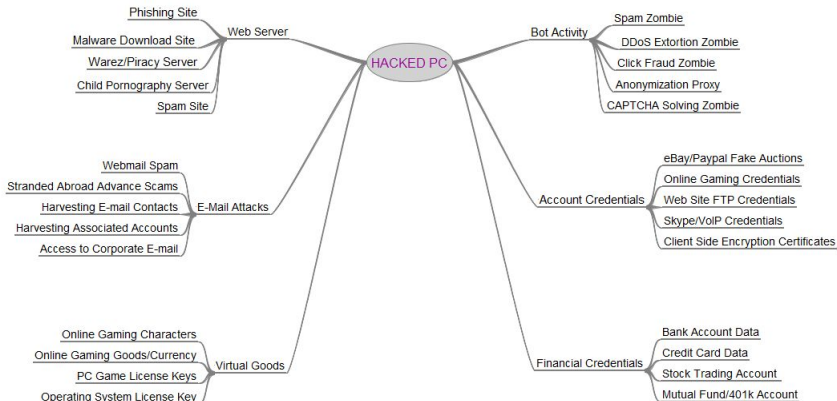 HACKED PC
Web Server
Phishing Site
Malware Download Site
Warez/Piracy Server
Child Pornography Server
Spam Site
E-Mail Attacks
Webmail Spam
Stranded Abroad Advance Scams
Harvesting E-mail Contacts
Harvesting Associated Accounts
Access to Corporate E-mail
Virtual Goods
Online Gaming Characters
Online Gaming Goods/Currency
PC Game License Keys
Operating System License Key
Bot Activity
Spam Zombie
DDoS Extortion Zombie
Click Fraud Zombie
Anonymization Proxy
CAPTCHA Solving Zombie
Account Credentials
eBay/Paypal Fake Auctions
Online Gaming Credentials
Web Site FTP Credentials
Skype/VoIP Credentials
Client Side Encryption Certificates
Financial Credentials
Bank Account Data
Credit Card Data
Stock Trading Account
Mutual Fund/401k Account